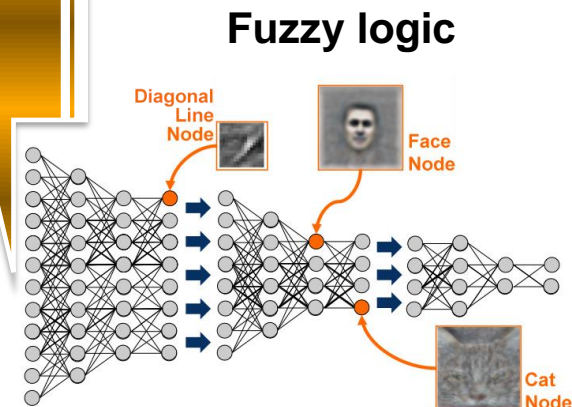 Fuzzy logic
Diagonal
Line
Node
Face
Node
Cat
Node